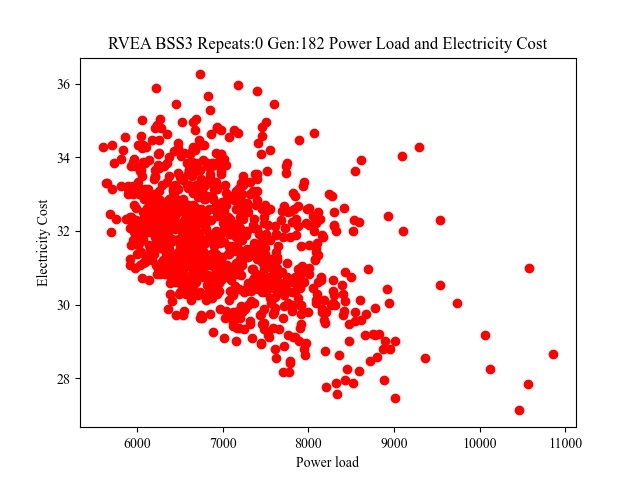 RVEA BSS3 Repeats:0 Gen:182 Power Load and Electricity Cost
36
34
32
30
28
Electricity Cost
6000 7000 8000 9000 10000 11000
Power load